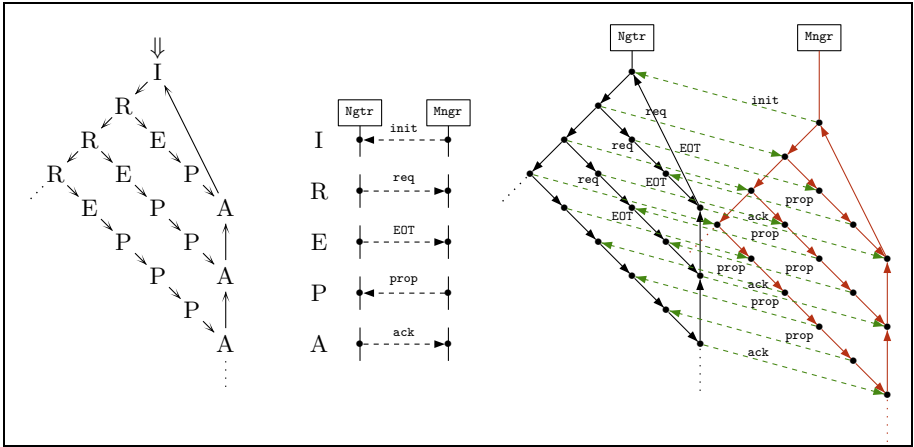 ⇓
I
R
R E
R E P
E P A
P P
P A
P
A
Ngtr Mngr
I init
R req
E EOT
P prop
A ack
Ngtr Mngr
init
req
req EOT
req EOT
prop
EOT ack
prop
prop prop
ack
prop
prop
ack